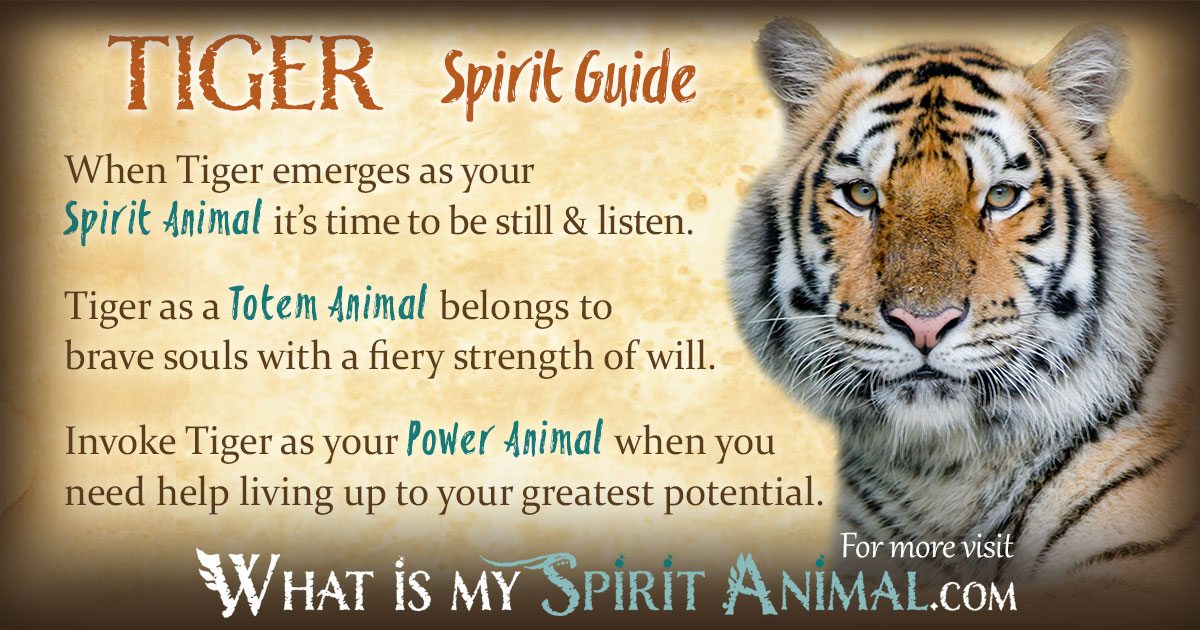 TIGER Spirit Guide
When Tiger emerges as your
Spirit Animal it's time to be still & listen.
Tiger as a Totem Animal belongs to
brave souls with a fiery strength of will.
Invoke Tiger as your Power Animal when you
need help living up to your greatest potential.
For more visit
WHAT IS MY SPIRIT ANIMAL.COM